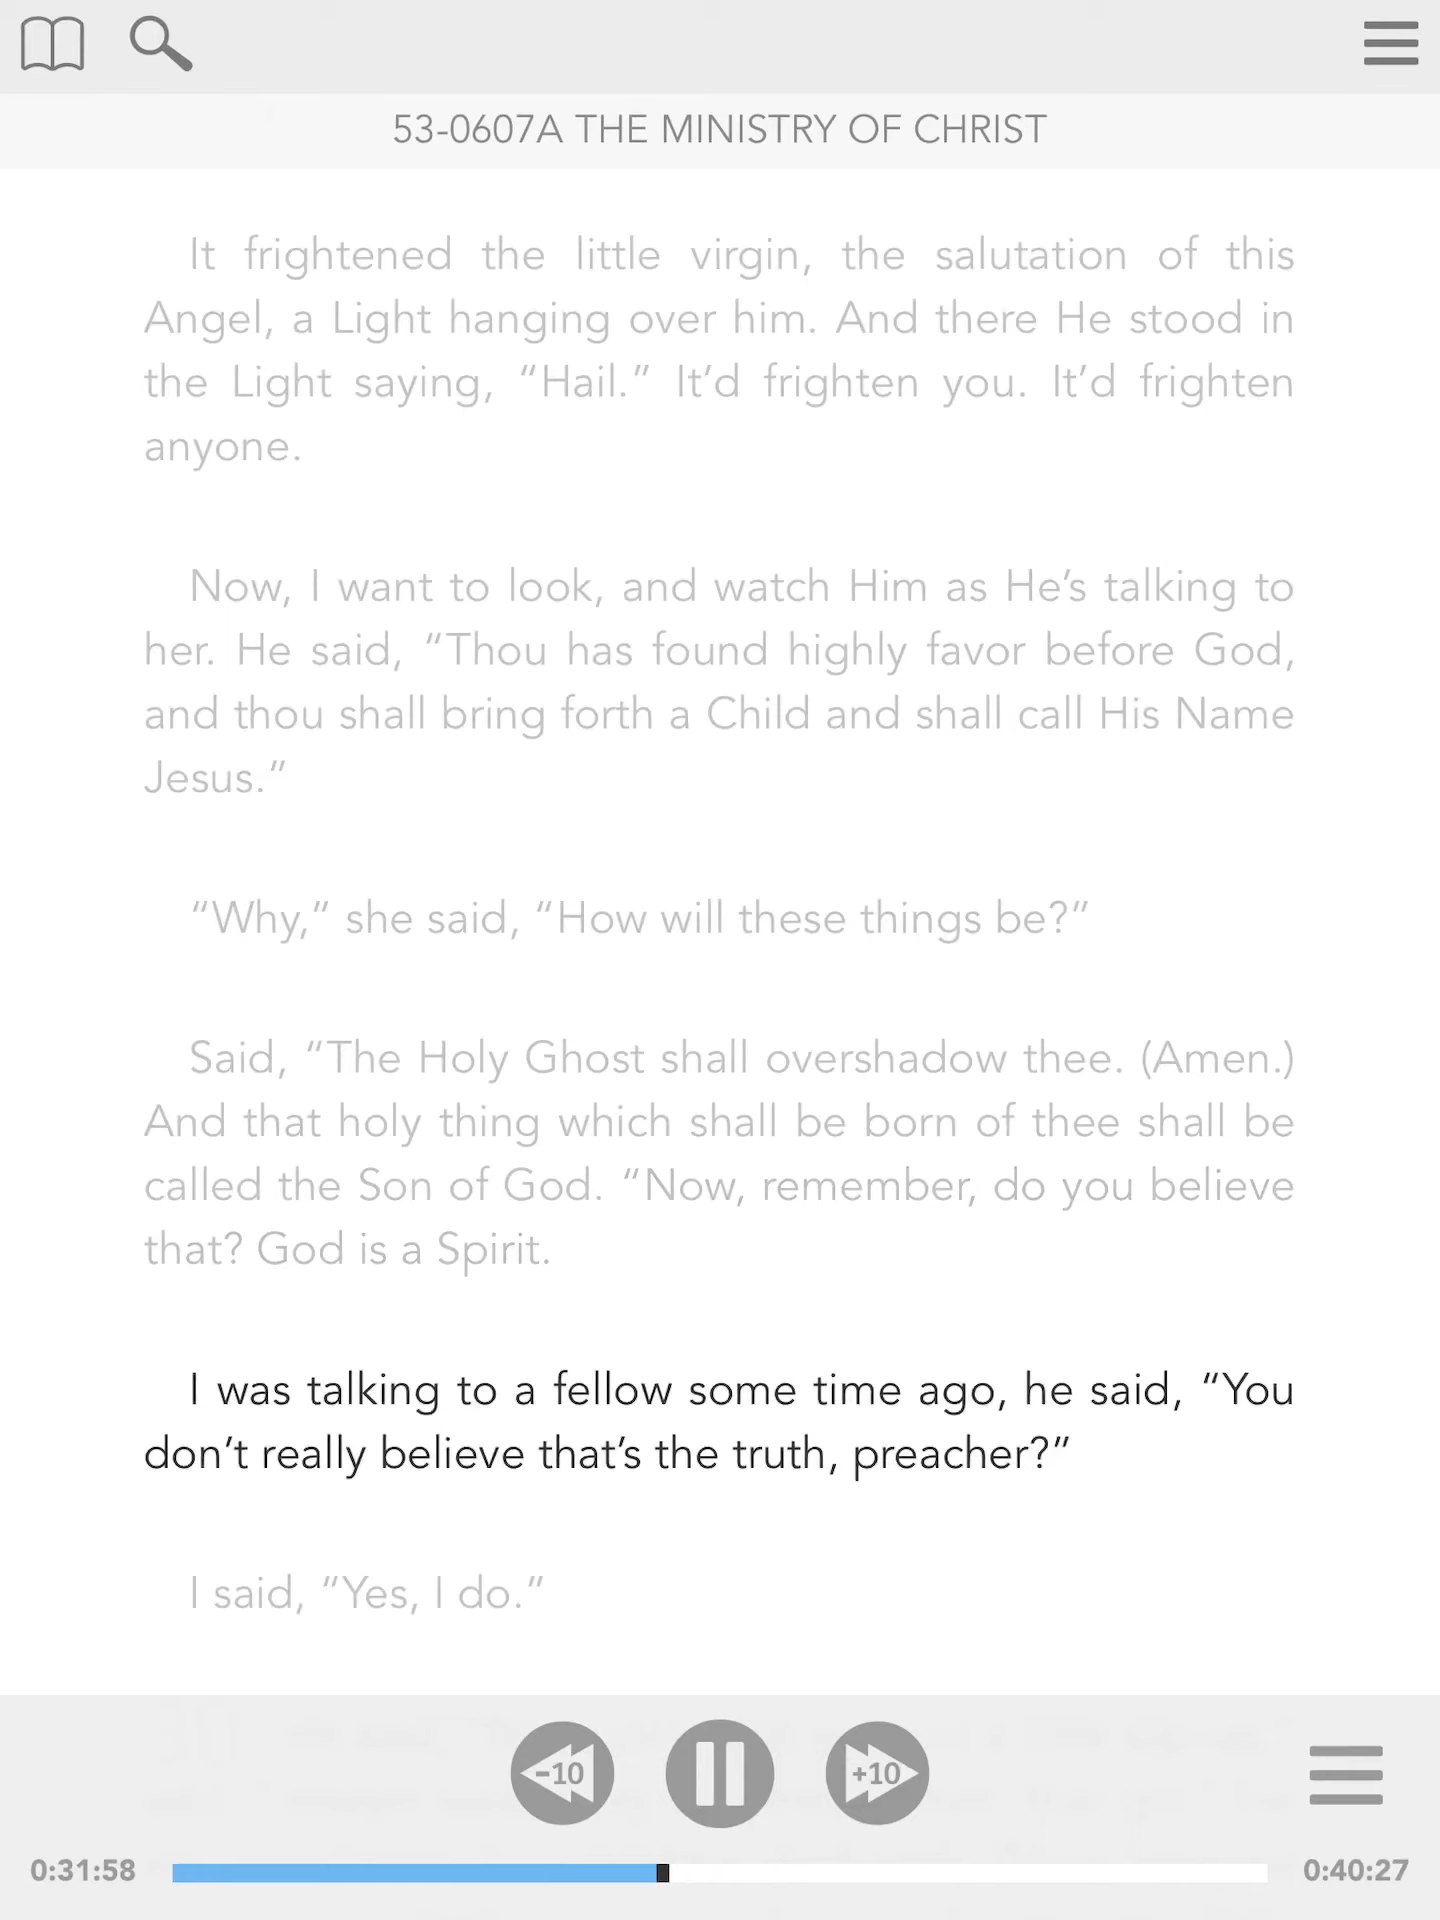 53-0607A THE MINISTRY OF CHRIST
It frightened the little virgin, the salutation of this
Angel, a Light hanging over him. And there He stood in
the Light saying, “Hail.” It’d frighten you. It’d frighten
anyone.
Now, I want to look, and watch Him as He’s talking to
her. He said, “Thou has found highly favor before God,
and thou shall bring forth a Child and shall call His Name
Jesus.”
“Why,” she said, “How will these things be?”
Said, “The Holy Ghost shall overshadow thee. (Amen.)
And that holy thing which shall be born of thee shall be
called the Son of God. “Now, remember, do you believe
that? God is a Spirit.
I was talking to a fellow some time ago, he said, “You
don’t really believe that’s the truth, preacher?”
I said, “Yes, I do.”
-10 +10
0:31:58 0:40:27